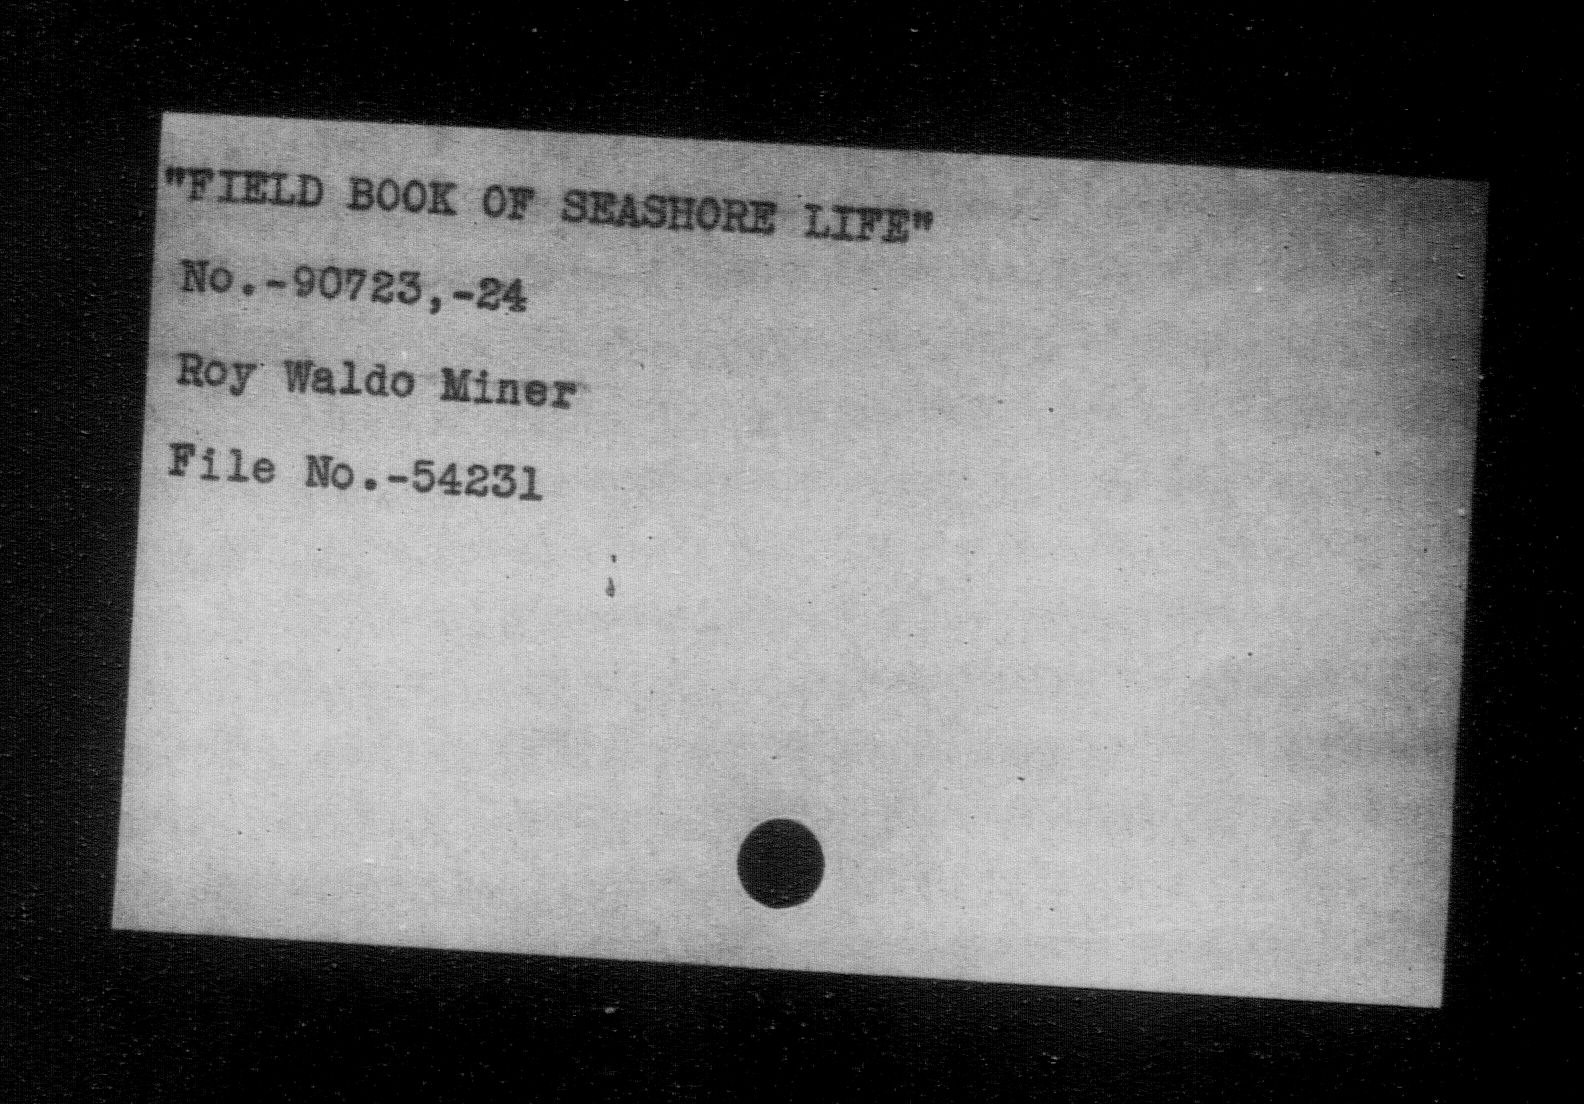 "FIELD BOOK OF SEASHORE LIFE"
No.-90723,-24
Roy Waldo Miner
File No.-54231